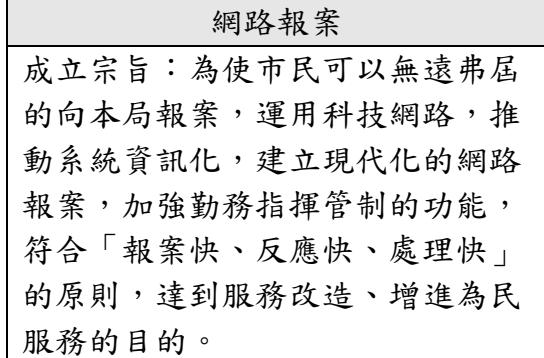 網路報案
成立宗旨：為使市民可以無遠弗屆
的向本局報案，運用科技網路，推
動系統資訊化，建立現代化的網路
報案，加強勤務指揮管制的功能，
符合「報案快、反應快、處理快」
的原則，達到服務改造、增進為民
服務的目的。